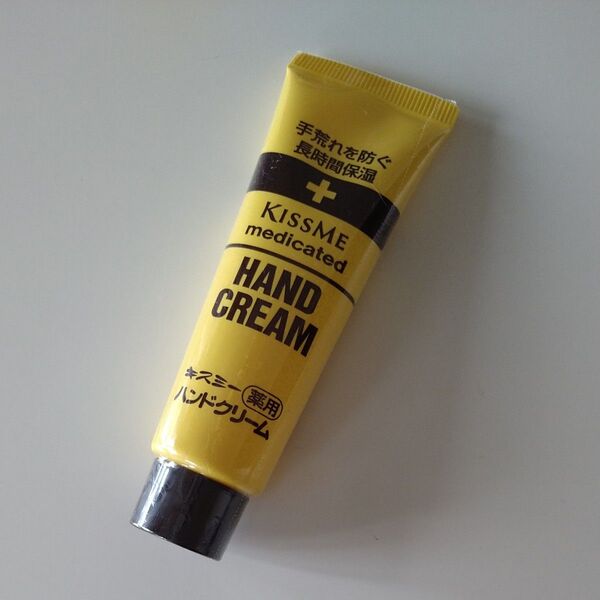 手荒れを防ぐ
長時間保湿
KISSME
medicated
HAND
CREAM
キスミー
薬用
ハンドクリーム